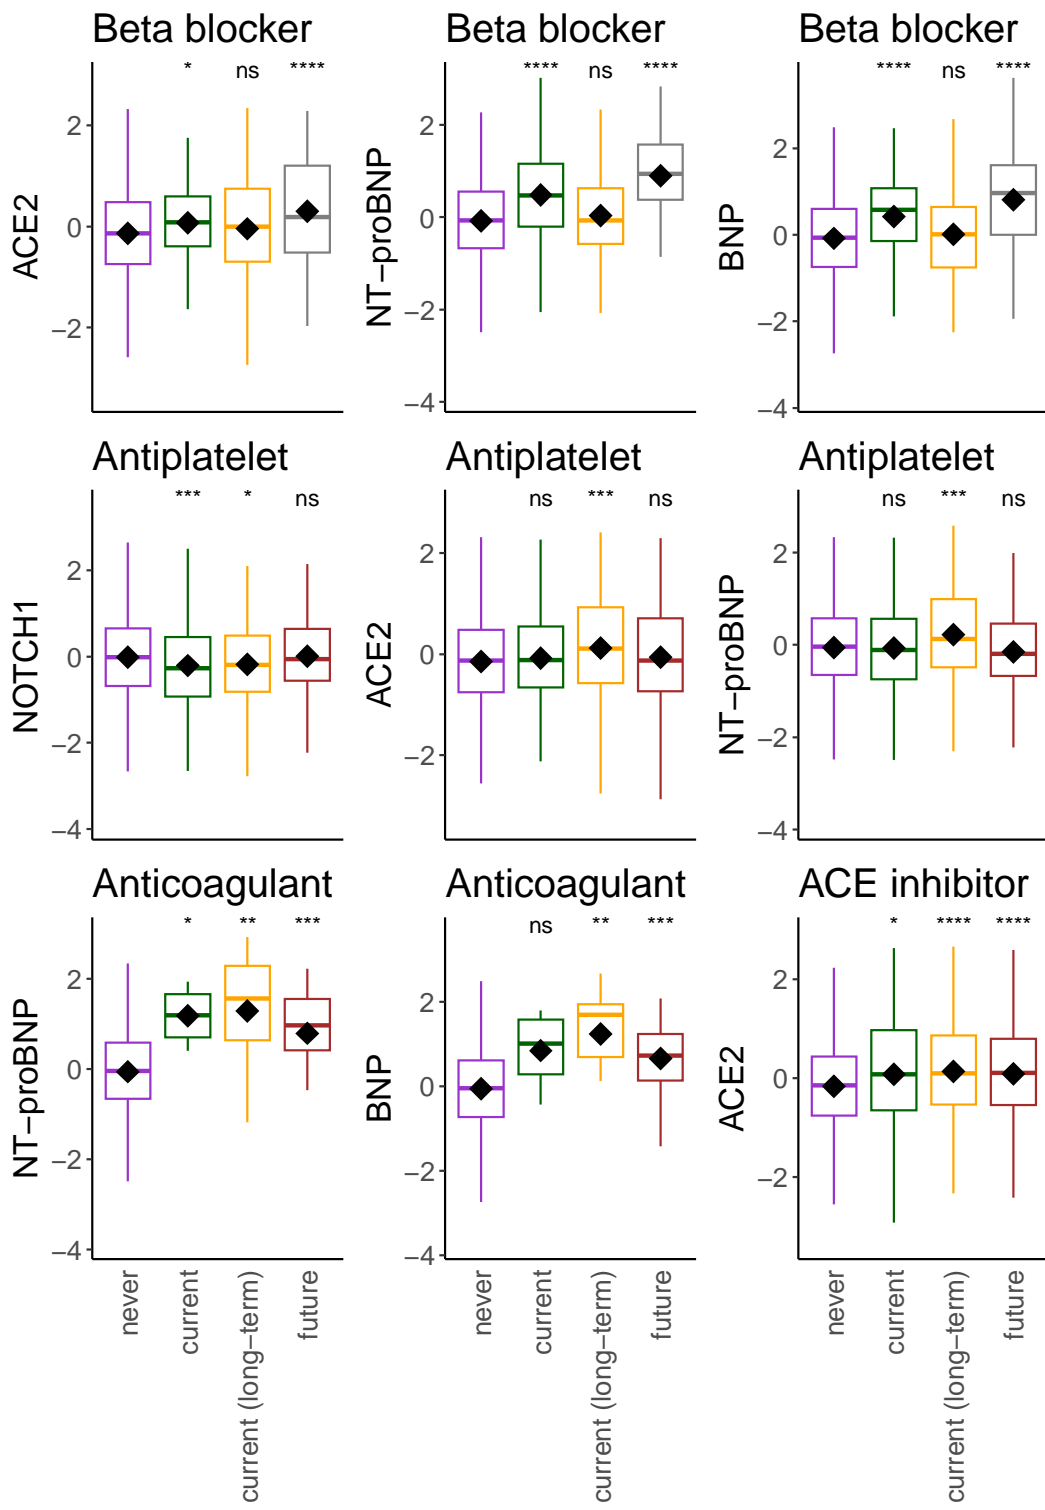 Beta blocker
Beta blocker
Beta blocker
* ns ****
**** ns ****
**** ns ****
ACE2
2
0
−2
NT−proBNP
2
0
−2
−4
BNP
2
0
−2
−4
Antiplatelet
Antiplatelet
Antiplatelet
*** * ns
ns *** ns
ns *** ns
NOTCH1
2
0
−2
−4
ACE2
2
0
−2
NT−proBNP
2
0
−2
−4
Anticoagulant
Anticoagulant
ACE inhibitor
* ** ***
ns ** ***
* **** ****
NT−proBNP
2
0
−2
−4
BNP
2
0
−2
−4
ACE2
2
0
−2
never
current
current (long−term)
future
never
current
current (long−term)
future
never
current
current (long−term)
future